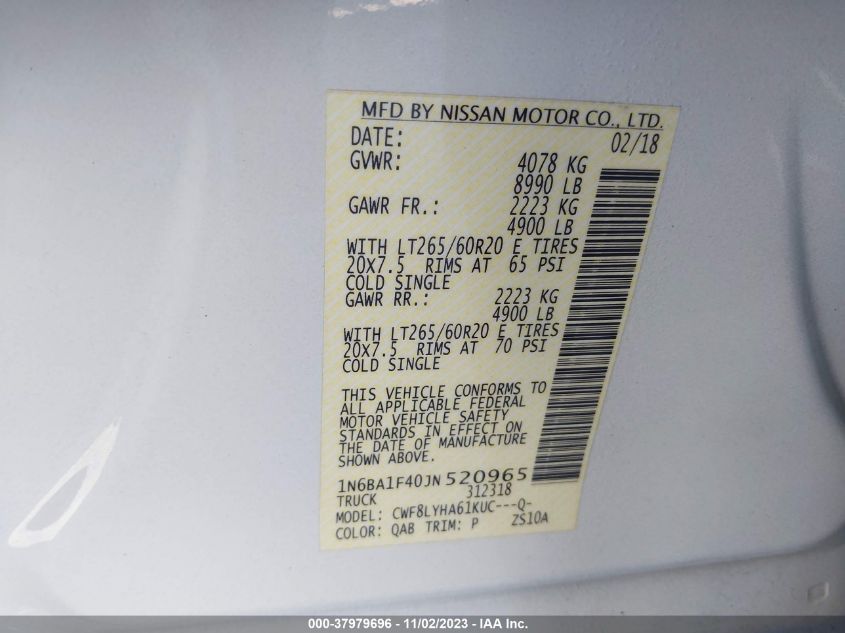 MFD BY NISSAN MOTOR CO., LTD.
DATE: 02/18
GVWR: 4078 KG
8990 LB
GAWR FR.: 2223 KG
4900 LB
WITH LT265/60R20 E TIRES
20X7.5 RIMS AT 65 PSI
COLD SINGLE
GAWR RR.: 2223 KG
4900 LB
WITH LT265/60R20 E TIRES
20X7.5 RIMS AT 70 PSI
COLD SINGLE
THIS VEHICLE CONFORMS TO
ALL APPLICABLE FEDERAL
MOTOR VEHICLE SAFETY
STANDARDS IN EFFECT ON
THE DATE OF MANUFACTURE
SHOWN ABOVE.
1N6BA1F40JN520965
TRUCK 312318
MODEL: CWF8LYHA61KUC---Q-
COLOR: QAB TRIM: P ZS10A
000-37979696 - 11/02/2023 - IAA Inc.